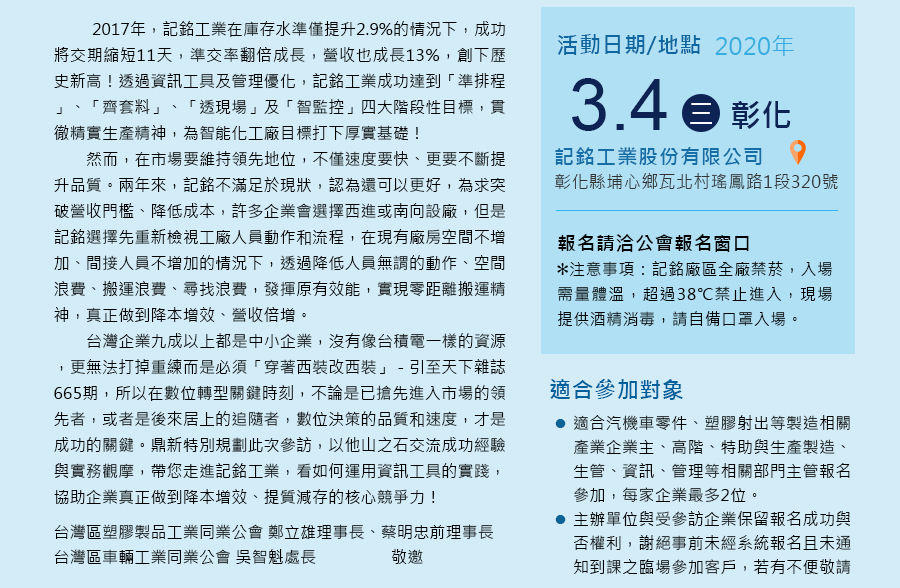 2017年，記銘工業在庫存水準僅提升2.9%的情況下，成功
將交期縮短11天，準交率翻倍成長，營收也成長13%，創下歷
史新高！透過資訊工具及管理優化，記銘工業成功達到「準排程
」、「齊套料」、「透現場」及「智監控」四大階段性目標，貫
徹精實生產精神，為智能化工廠目標打下厚實基礎！
然而，在市場要維持領先地位，不僅速度要快、更要不斷提
升品質。兩年來，記銘不滿足於現狀，認為還可以更好，為求突
破營收門檻、降低成本，許多企業會選擇西進或南向設廠，但是
記銘選擇先重新檢視工廠人員動作和流程，在現有廠房空間不增
加、間接人員不增加的情況下，透過降低人員無謂的動作、空間
浪費、搬運浪費、尋找浪費，發揮原有效能，實現零距離搬運精
神，真正做到降本增效、營收倍增。
台灣企業九成以上都是中小企業，沒有像台積電一樣的資源
，更無法打掉重練而是必須「穿著西裝改西裝」－引至天下雜誌
665期，所以在數位轉型關鍵時刻，不論是已搶先進入市場的領
先者，或者是後來居上的追隨者，數位決策的品質和速度，才是
成功的關鍵。鼎新特別規劃此次參訪，以他山之石交流成功經驗
與實務觀摩，帶您走進記銘工業，看如何運用資訊工具的實踐，
協助企業真正做到降本增效、提質減存的核心競爭力！
台灣區塑膠製品工業同業公會 鄭立雄理事長、蔡明忠前理事長
台灣區車輛工業同業公會 吳智魁處長 敬邀
活動日期/地點 2020年
3.4 三 彰化
記銘工業股份有限公司
彰化縣埔心鄉瓦北村瑤鳳路1段320號
報名請洽公會報名窗口
＊注意事項：記銘廠區全廠禁菸，入場
需量體溫，超過38℃禁止進入，現場
提供酒精消毒，請自備口罩入場。
適合參加對象
● 適合汽機車零件、塑膠射出等製造相關
產業企業主、高階、特助與生產製造、
生管、資訊、管理等相關部門主管報名
參加，每家企業最多2位。
● 主辦單位與受參訪企業保留報名成功與
否權利，謝絕事前未經系統報名且未通
知到課之臨場參加客戶，若有不便敬請